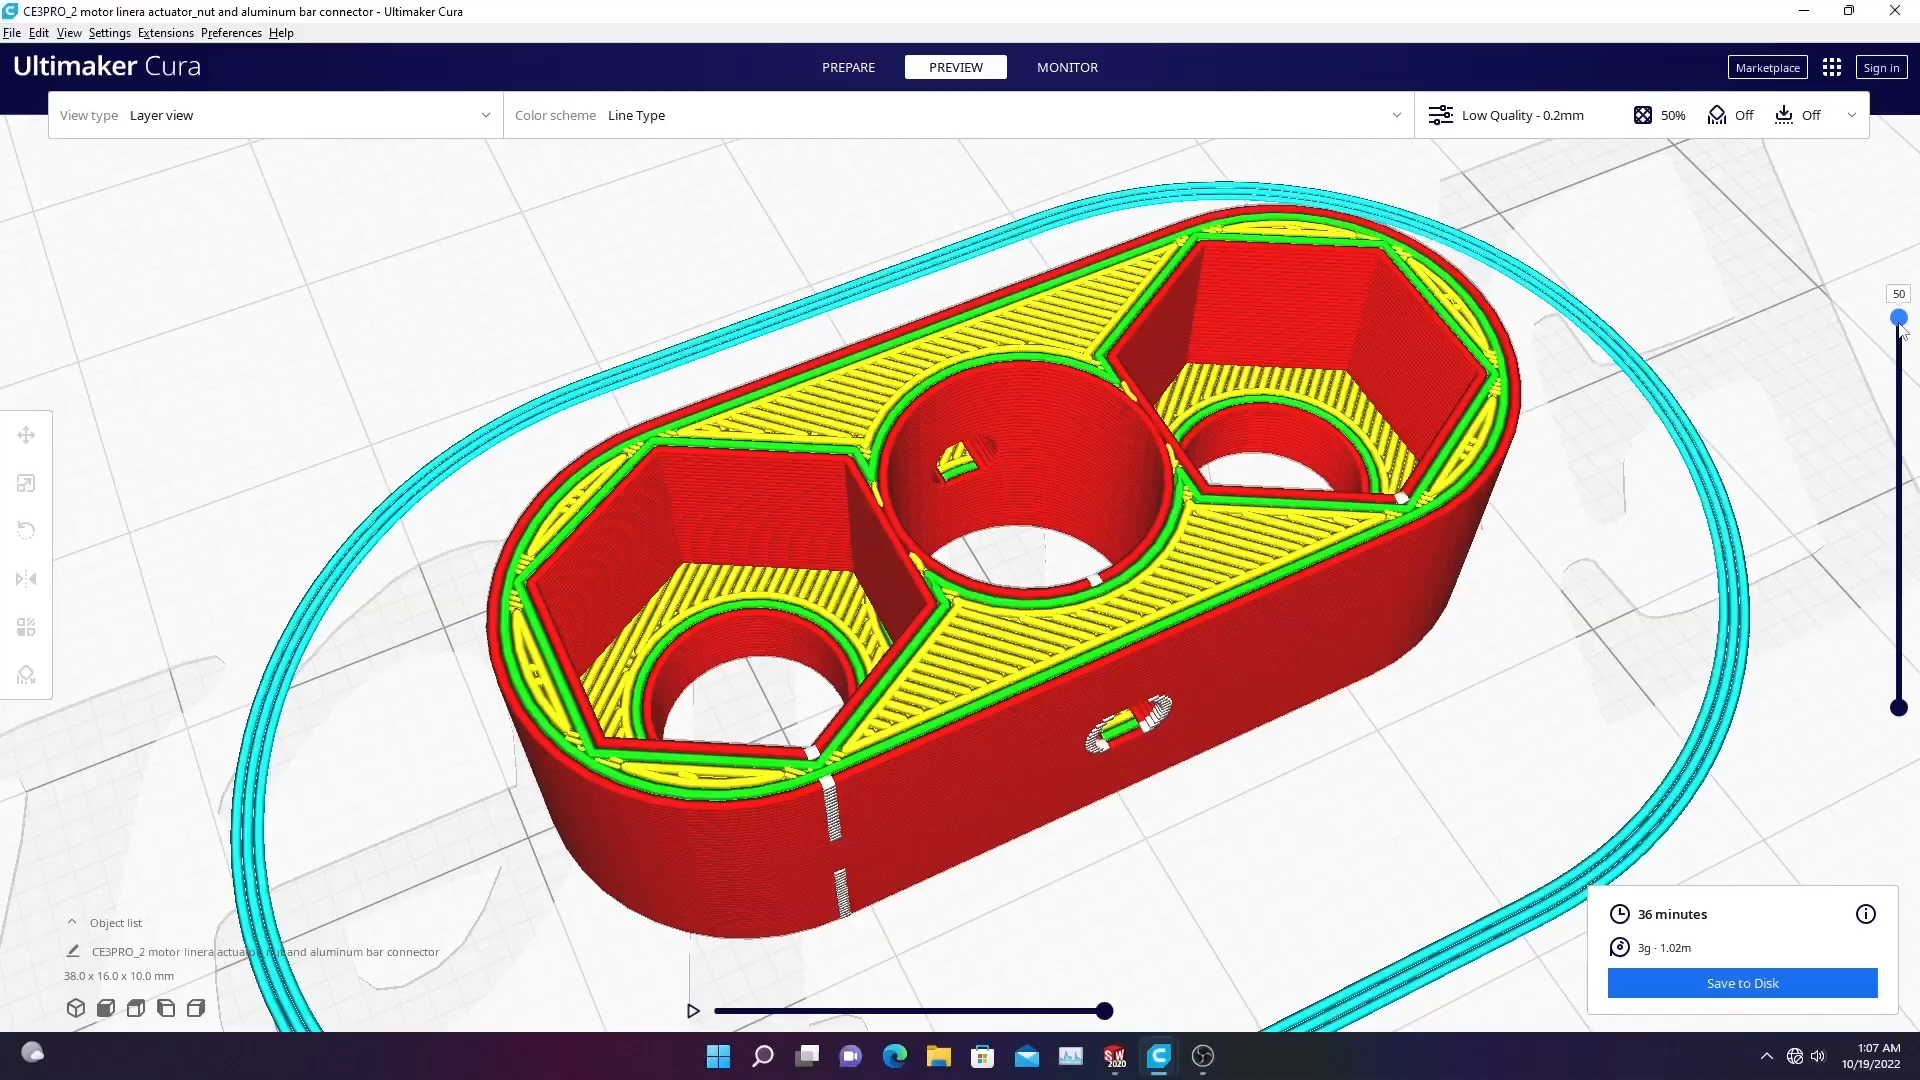 CE3PRO_2 motor linera actuator_nut and aluminum bar connector - Ultimaker Cura
File Edit View Settings Extensions Preferences Help
Ultimaker Cura
PREPARE
PREVIEW
MONITOR
Marketplace
Sign in
View type Layer view
Color scheme Line Type
Low Quality - 0.2mm
50%
Off
Off
50
Object list
CE3PRO_2 motor linera actuator_nut and aluminum bar connector
38.0 x 16.0 x 10.0 mm
36 minutes
3g · 1.02m
Save to Disk
SW
2020
1:07 AM
10/19/2022